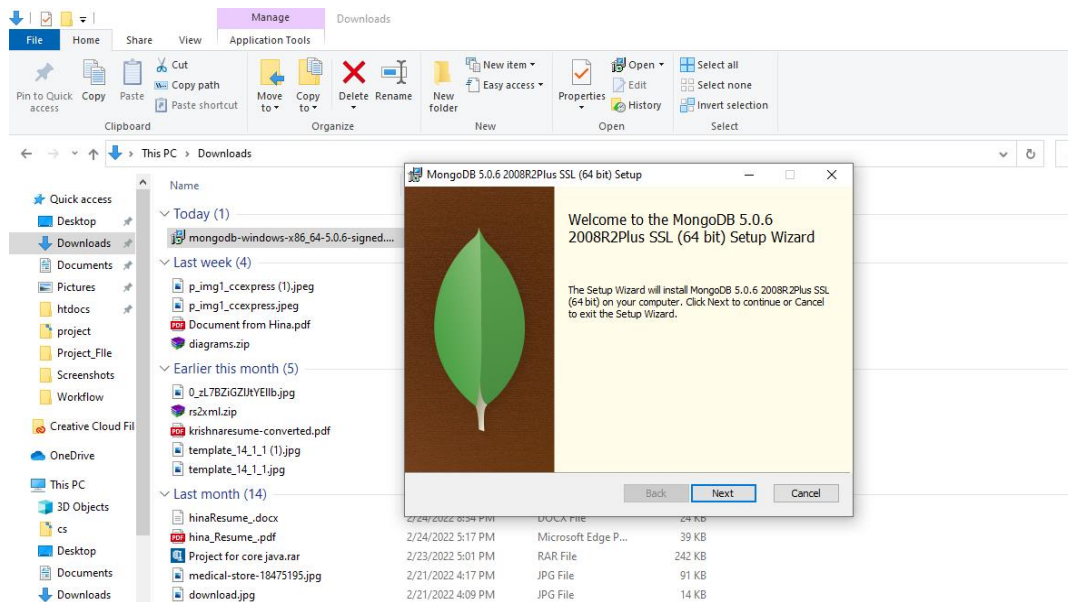 Manage Downloads
File Home Share View Application Tools
Pin to Quick access
Copy
Paste
Cut
Copy path
Paste shortcut
Move to
Copy to
Delete
Rename
New folder
New item
Easy access
Properties
Open
Edit
History
Select all
Select none
Invert selection
Clipboard Organize New Open Select
This PC > Downloads
Quick access
Desktop
Downloads
Documents
Pictures
htdocs
project
Project_FIle
Screenshots
Workflow
Creative Cloud Fil
OneDrive
This PC
3D Objects
cs
Desktop
Documents
Downloads
Name
Today (1)
mongodb-windows-x86_64-5.0.6-signed....
Last week (4)
p_img1_ccexpress (1).jpeg
p_img1_ccexpress.jpeg
PDF Document from Hina.pdf
diagrams.zip
Earlier this month (5)
rs2xml.zip
PDF krishnaresume-converted.pdf
template_14_1_1 (1).jpg
template_14_1_1.jpg
Last month (14)
hinaResume_.docx 2/24/2022 8:54 PM DOCX File 24 KB
PDF hina_Resume_.pdf 2/24/2022 5:17 PM Microsoft Edge P... 39 KB
Project for core java.rar 2/23/2022 5:01 PM RAR File 242 KB
medical-store-18475195.jpg 2/21/2022 4:17 PM JPG File 91 KB
download.jpg 2/21/2022 4:09 PM JPG File 14 KB
MongoDB 5.0.6 2008R2Plus SSL (64 bit) Setup
Welcome to the MongoDB 5.0.6
2008R2Plus SSL (64 bit) Setup Wizard
The Setup Wizard will install MongoDB 5.0.6 2008R2Plus SSL
(64 bit) on your computer. Click Next to continue or Cancel
to exit the Setup Wizard.
Back Next Cancel